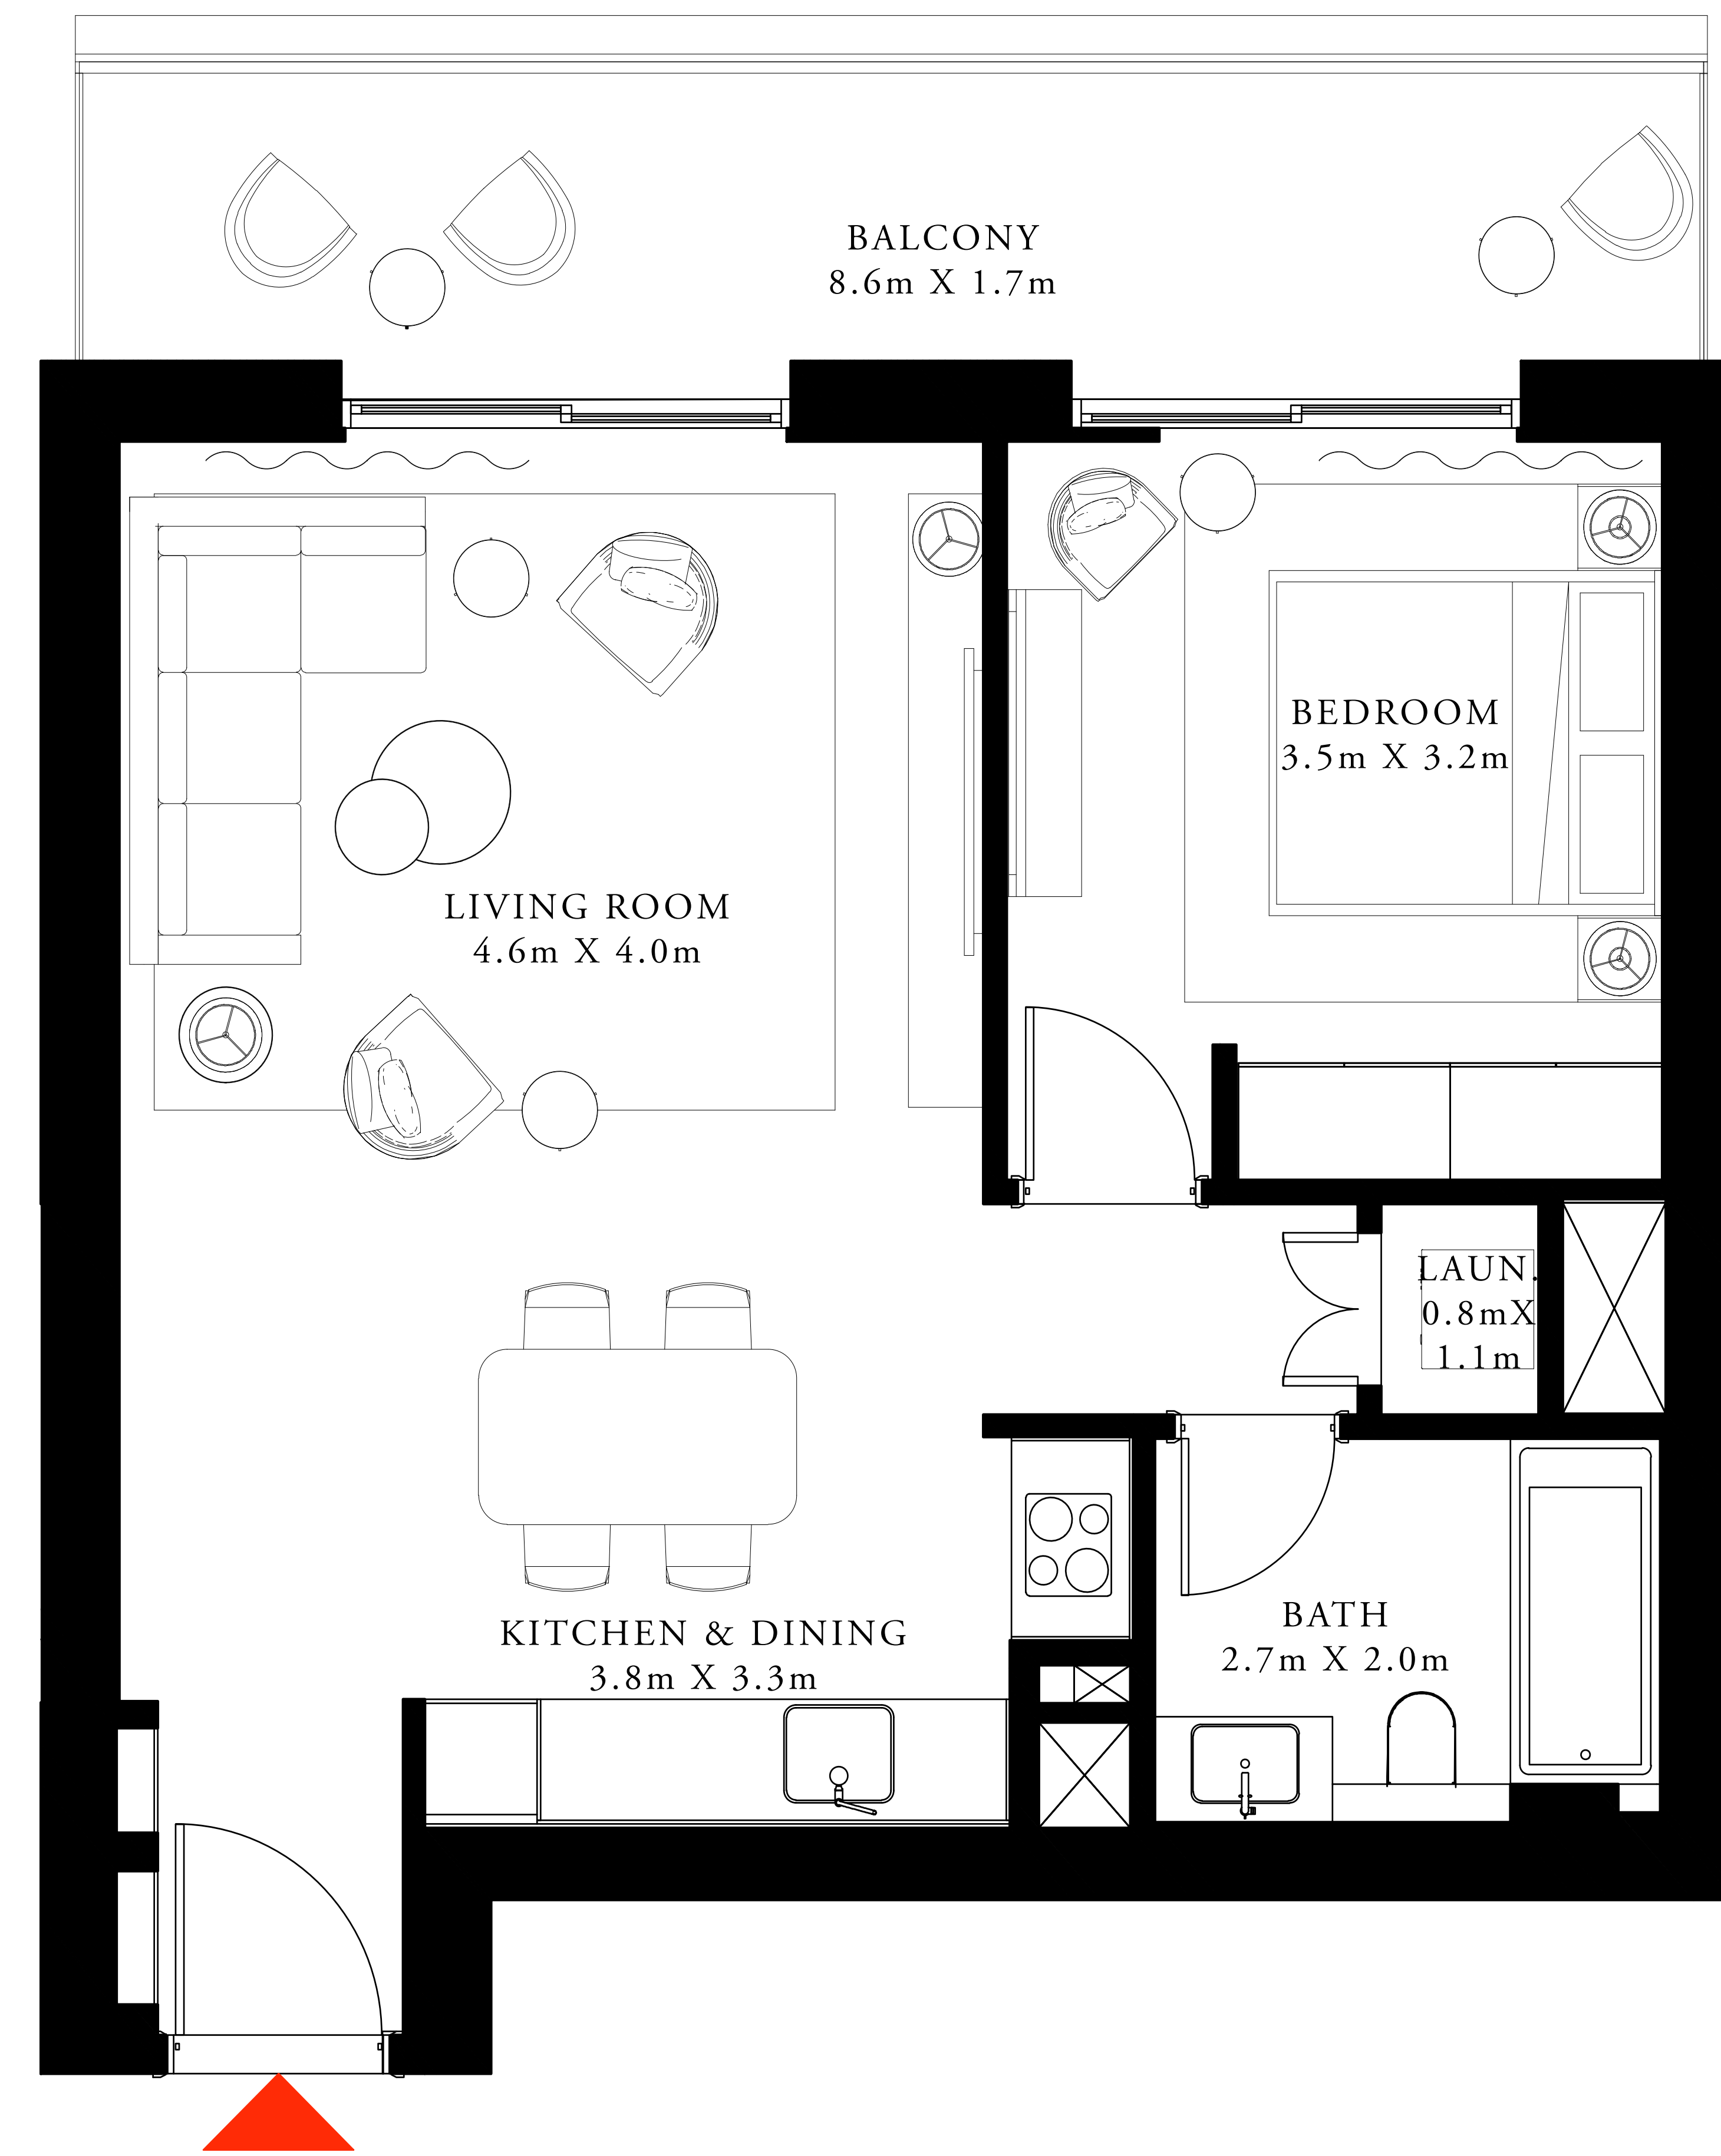 BALCONY
8.6m X 1.7m
BEDROOM
3.5m X 3.2m
LIVING ROOM
4.6m X 4.0m
LAUN.
0.8mX
1.1m
KITCHEN & DINING
3.8m X 3.3m
BATH
2.7m X 2.0m